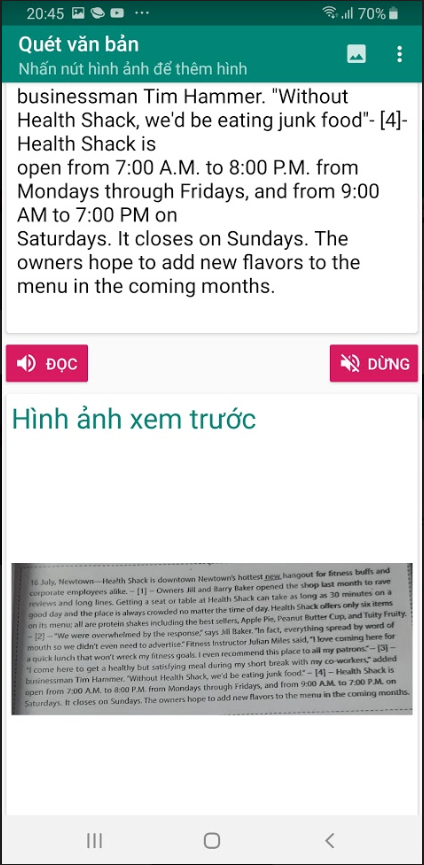 20:45
70%
Quét văn bản
Nhấn nút hình ảnh để thêm hình
businessman Tim Hammer. "Without
Health Shack, we'd be eating junk food"- [4]-
Health Shack is
open from 7:00 A.M. to 8:00 P.M. from
Mondays through Fridays, and from 9:00
AM to 7:00 PM on
Saturdays. It closes on Sundays. The
owners hope to add new flavors to the
menu in the coming months.
ĐỌC
DỪNG
Hình ảnh xem trước
16 July, Newtown—Health Shack is downtown Newtown's hottest new hangout for fitness buffs and
corporate employees alike. – [1] – Owners Jill and Barry Baker opened the shop last month to rave
reviews and long lines. Getting a seat or table at Health Shack can take as long as 30 minutes on a
good day and the place is always crowded no matter the time of day. Health Shack offers only six items
on its menu; all are protein shakes including the best sellers, Apple Pie, Peanut Butter Cup, and Tuity Fruity.
– [2] – "We were overwhelmed by the response," says Jill Baker. "In fact, everything spread by word of
mouth so we didn't even need to advertise." Fitness Instructor Julian Miles said, "I love coming here for
a quick lunch that won't wreck my fitness goals. I even recommend this place to all my patrons." – [3] –
"I come here to get a healthy but satisfying meal during my short break with my co-workers," added
businessman Tim Hammer. "Without Health Shack, we'd be eating junk food." – [4] – Health Shack is
open from 7:00 A.M. to 8:00 P.M. from Mondays through Fridays, and from 9:00 A.M. to 7:00 P.M. on
Saturdays. It closes on Sundays. The owners hope to add new flavors to the menu in the coming months.